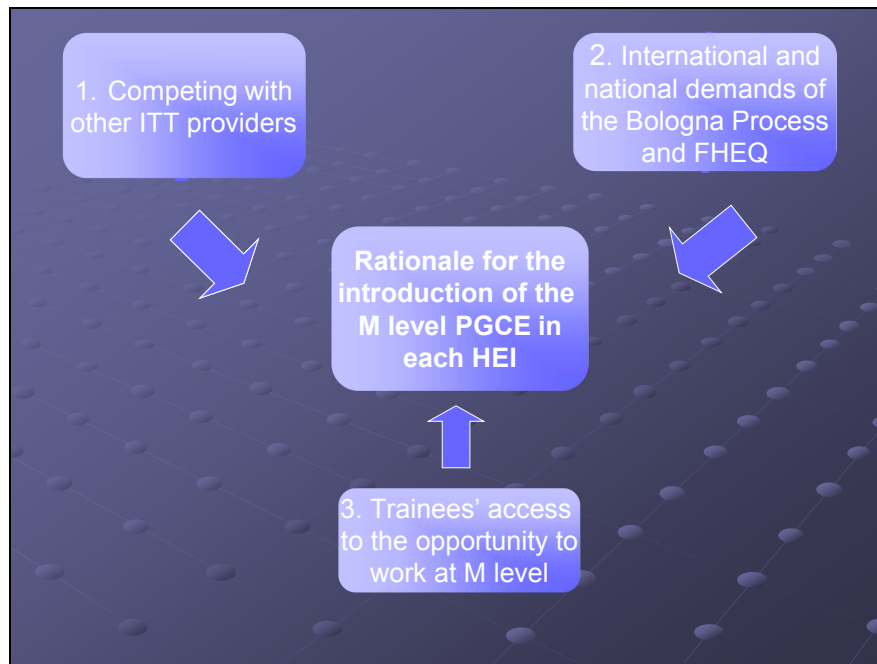 1. Competing with
other ITT providers
2. International and
national demands of
the Bologna Process
and FHEQ
Rationale for the
introduction of the
M level PGCE in
each HEI
3. Trainees’ access
to the opportunity to
work at M level